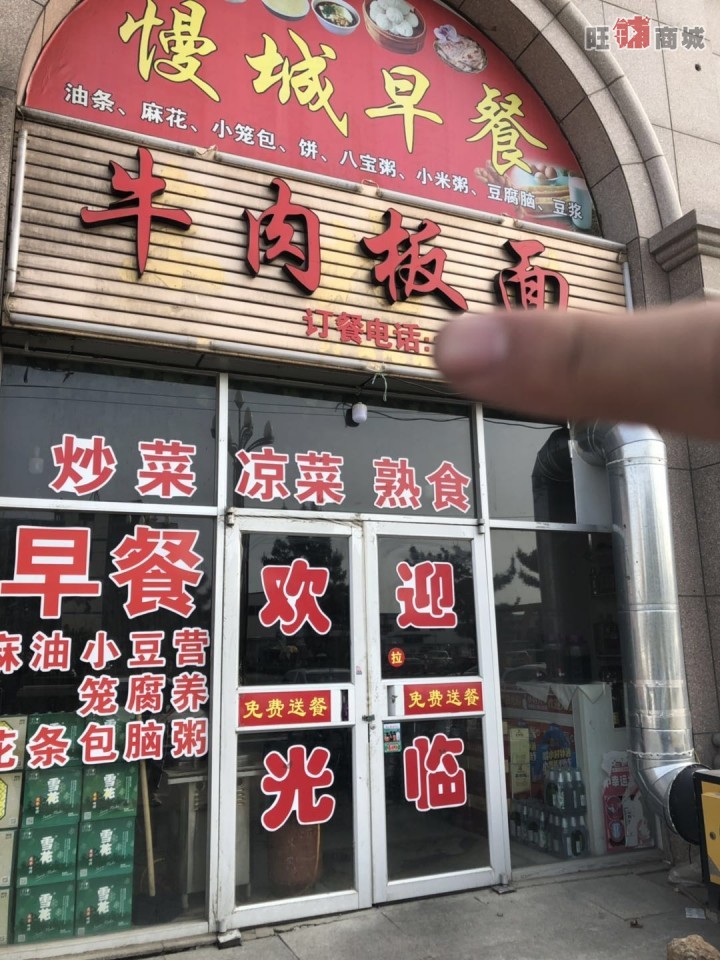 旺铺商城
慢城早餐
油条、麻花、小笼包、饼、八宝粥、小米粥、豆腐脑、豆浆
牛肉板面
订餐电话:
炒菜 凉菜 熟食
早餐
麻油小豆营
笼腐养
花条包脑粥
欢迎
拉
免费送餐 免费送餐
光临
雪花 雪花
雪花 雪花
雪花 雪花